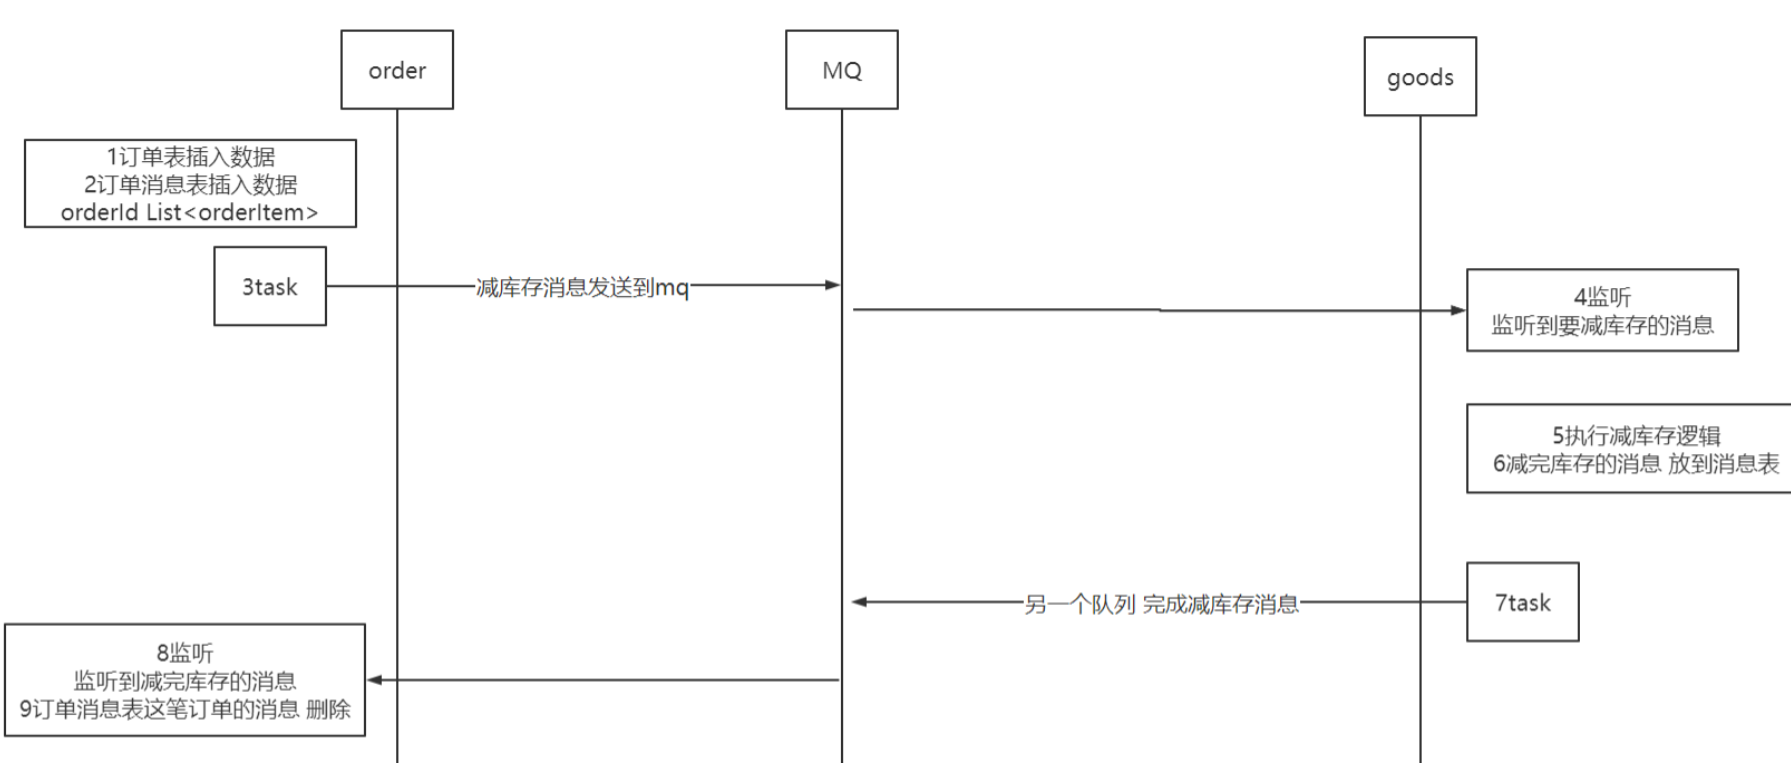 order
MQ
goods
1订单表插入数据
2订单消息表插入数据
orderId List<orderItem>
3task
减库存消息发送到mq
4监听
监听到要减库存的消息
5执行减库存逻辑
6减完库存的消息 放到消息表
另一个队列 完成减库存消息
7task
8监听
监听到减完库存的消息
9订单消息表这笔订单的消息 删除